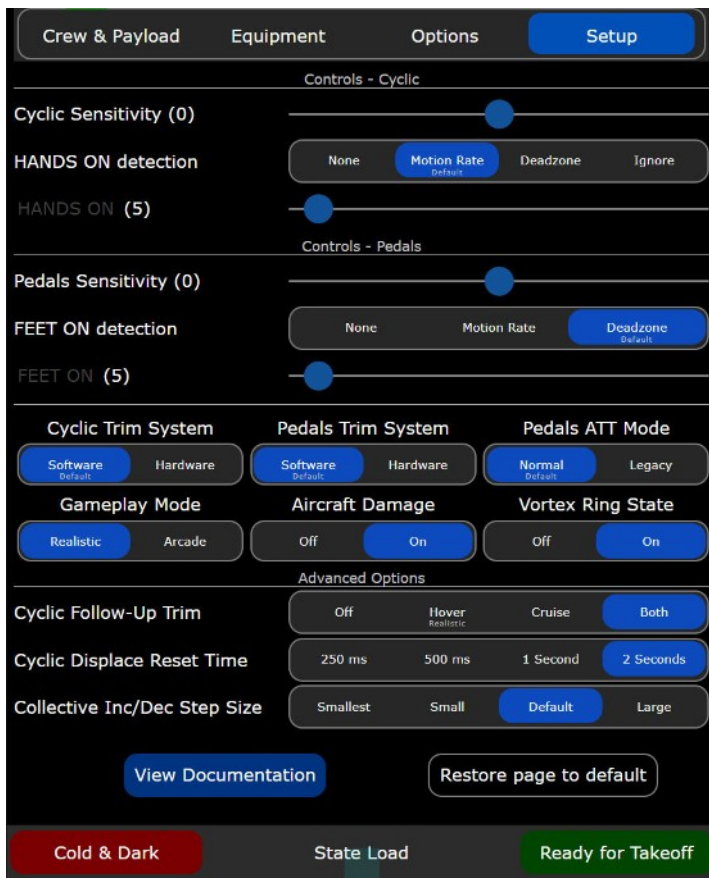 Crew & Payload Equipment Options Setup
Controls - Cyclic
Cyclic Sensitivity (0)
HANDS ON detection None Motion Rate Deadzone Ignore
Default
HANDS ON (5)
Controls - Pedals
Pedals Sensitivity (0)
FEET ON detection None Motion Rate Deadzone
Default
FEET ON (5)
Cyclic Trim System Pedals Trim System Pedals ATT Mode
Software Hardware Software Hardware Normal Legacy
Default Default Default
Gameplay Mode Aircraft Damage Vortex Ring State
Realistic Arcade Off On Off On
Advanced Options
Cyclic Follow-Up Trim Off Hover Cruise Both
Realistic
Cyclic Displace Reset Time 250 ms 500 ms 1 Second 2 Seconds
Collective Inc/Dec Step Size Smallest Small Default Large
View Documentation Restore page to default
Cold & Dark State Load Ready for Takeoff